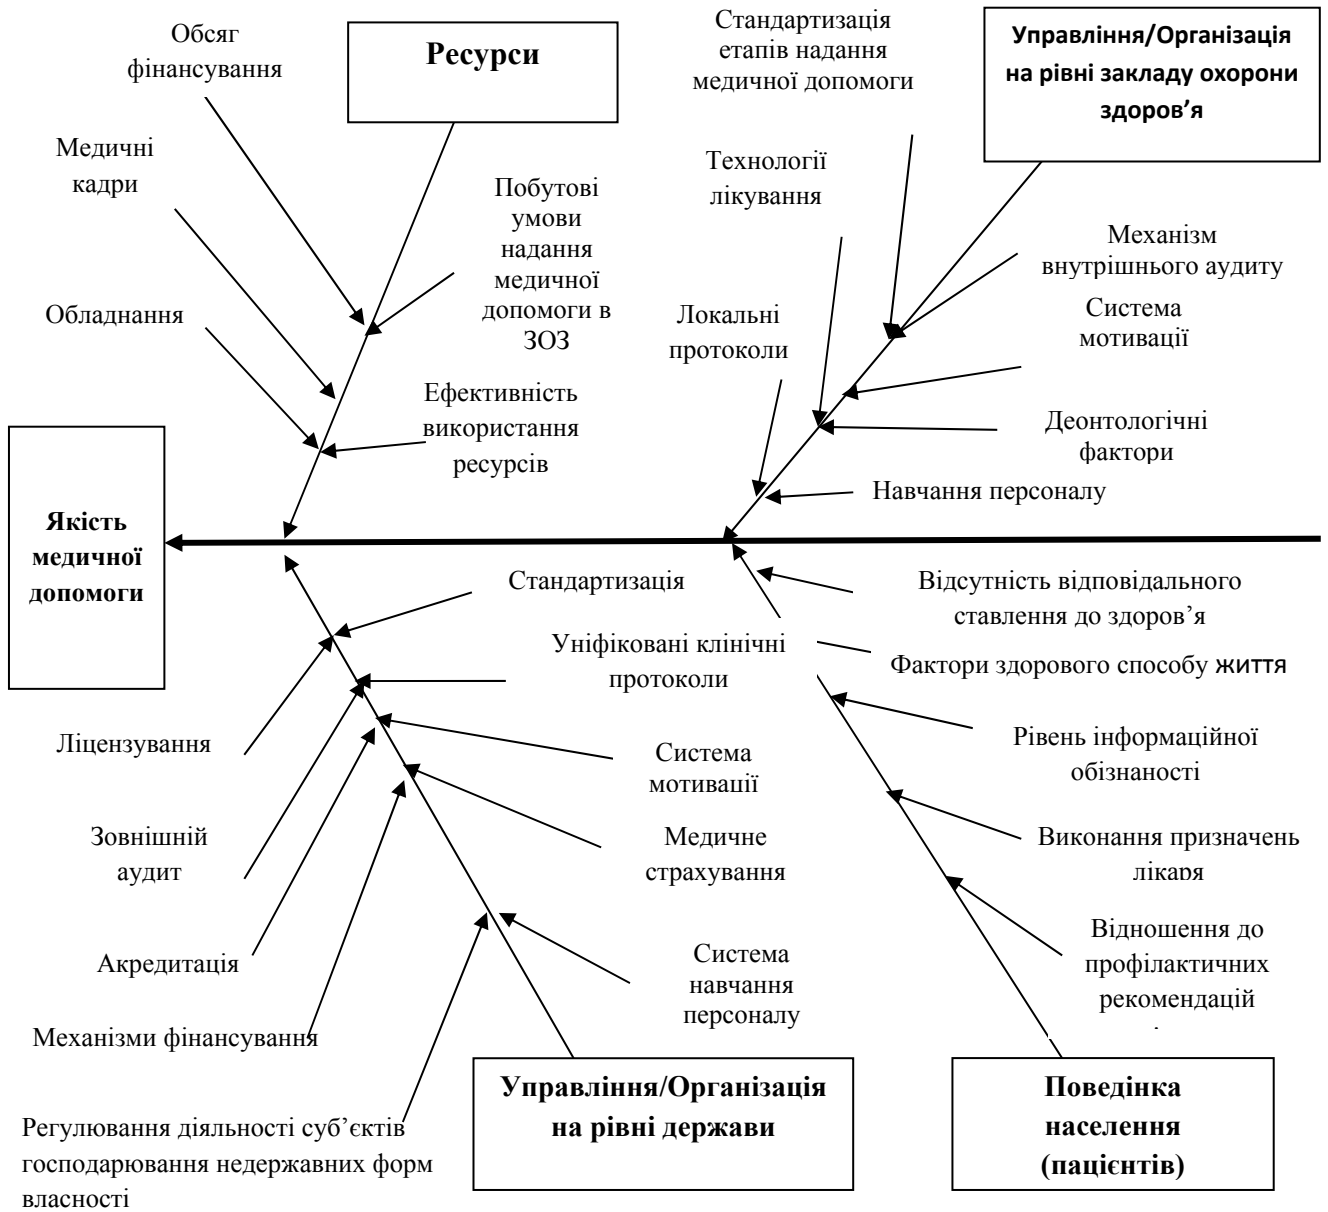 Обсяг
фінансування
Ресурси
Стандартизація
етапів надання
медичної допомоги
Управління/Організація
на рівні закладу охорони
здоров’я
Медичні
кадри
Побутові
умови
надання
медичної
допомоги в
ЗОЗ
Технології
лікування
Механізм
внутрішнього аудиту
Обладнання
Локальні
протоколи
Система
мотивації
Ефективність
використання
ресурсів
Деонтологічні
фактори
Навчання персоналу
Якість
медичної
допомоги
Стандартизація
Відсутність відповідального
ставлення до здоров’я
Уніфіковані клінічні
протоколи
Фактори здорового способу життя
Ліцензування
Система
мотивації
Рівень інформаційної
обізнаності
Зовнішній
аудит
Медичне
страхування
Виконання призначень
лікаря
Акредитація
Система
навчання
персоналу
Відношення до
профілактичних
рекомендацій
Механізми фінансування
Управління/Організація
на рівні держави
Поведінка
населення
(пацієнтів)
Регулювання діяльності суб’єктів
господарювання недержавних форм
власності